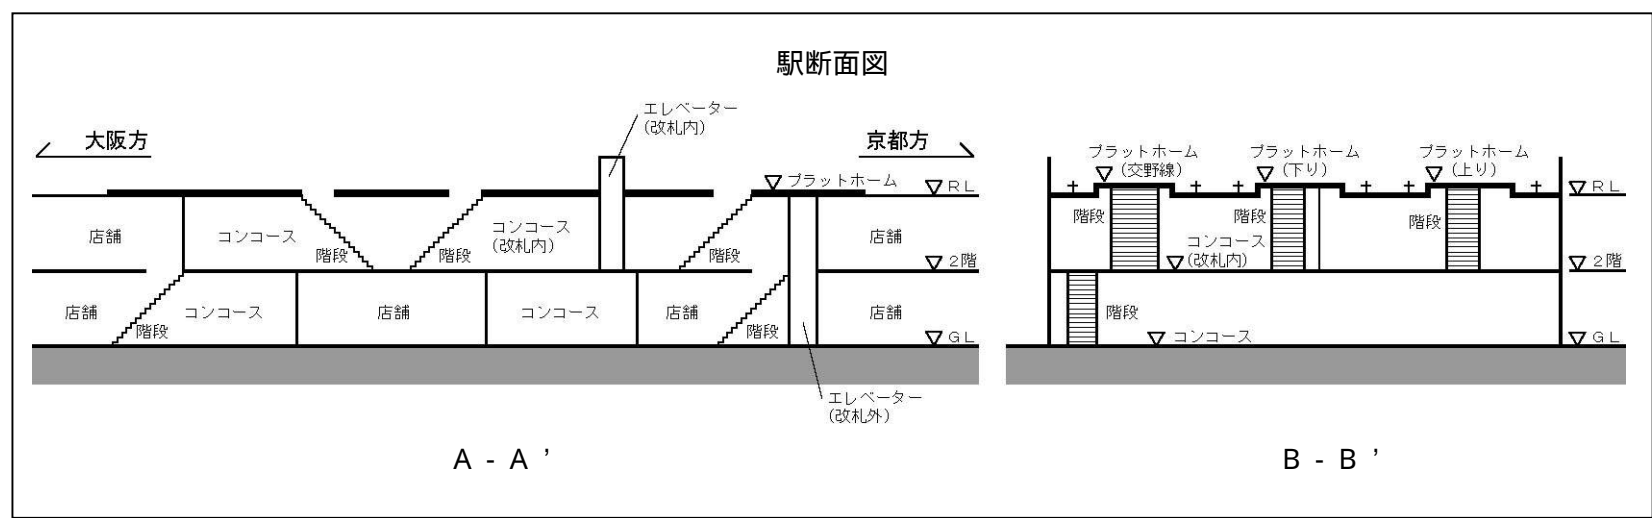 駅断面図
エレベーター
(改札内)
大阪方
京都方
プラットホーム
RL
店舗
コンコース
階段
階段
コンコース
(改札内)
階段
店舗
2階
店舗
階段
コンコース
店舗
コンコース
店舗
階段
店舗
GL
エレベーター
(改札外)
A - A ’
プラットホーム
(交野線)
プラットホーム
(下り)
プラットホーム
(上り)
RL
階段
階段
階段
コンコース
(改札内)
2階
階段
コンコース
GL
B - B ’